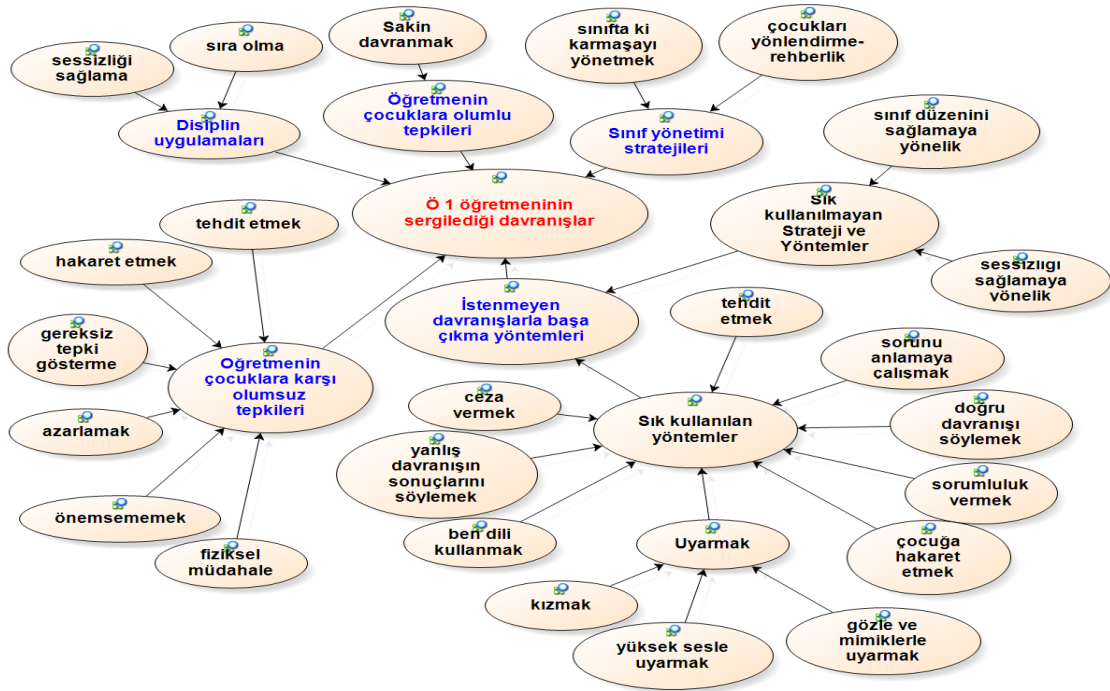 sessizliği
sağlama
sıra olma
Sakin
davranmak
sınıfta ki
karmaşayı
yönetmek
çocukları
yönlendirme-
rehberlik
Disiplin
uygulamaları
Öğretmenin
çocuklara olumlu
tepkileri
Sınıf yönetimi
stratejileri
sınıf düzenini
sağlamaya
yönelik
Ö 1 öğretmeninin
sergilediği davranışlar
Sık
kullanılmayan
Strateji ve
Yöntemler
sessizliği
sağlamaya
yönelik
tehdit etmek
hakaret etmek
gereksiz
tepki
gösterme
azarlamak
önemsememek
fiziksel
müdahale
Öğretmenin
çocuklara karşı
olumsuz
tepkileri
İstenmeyen
davranışlarla başa
çıkma yöntemleri
tehdit
etmek
sorunu
anlamaya
çalışmak
ceza
vermek
Sık kullanılan
yöntemler
doğru
davranışı
söylemek
yanlış
davranışın
sonuçlarını
söylemek
sorumluluk
vermek
ben dili
kullanmak
Uyarmak
çocuğa
hakaret
etmek
kızmak
yüksek sesle
uyarmak
gözle ve
mimiklerle
uyarmak